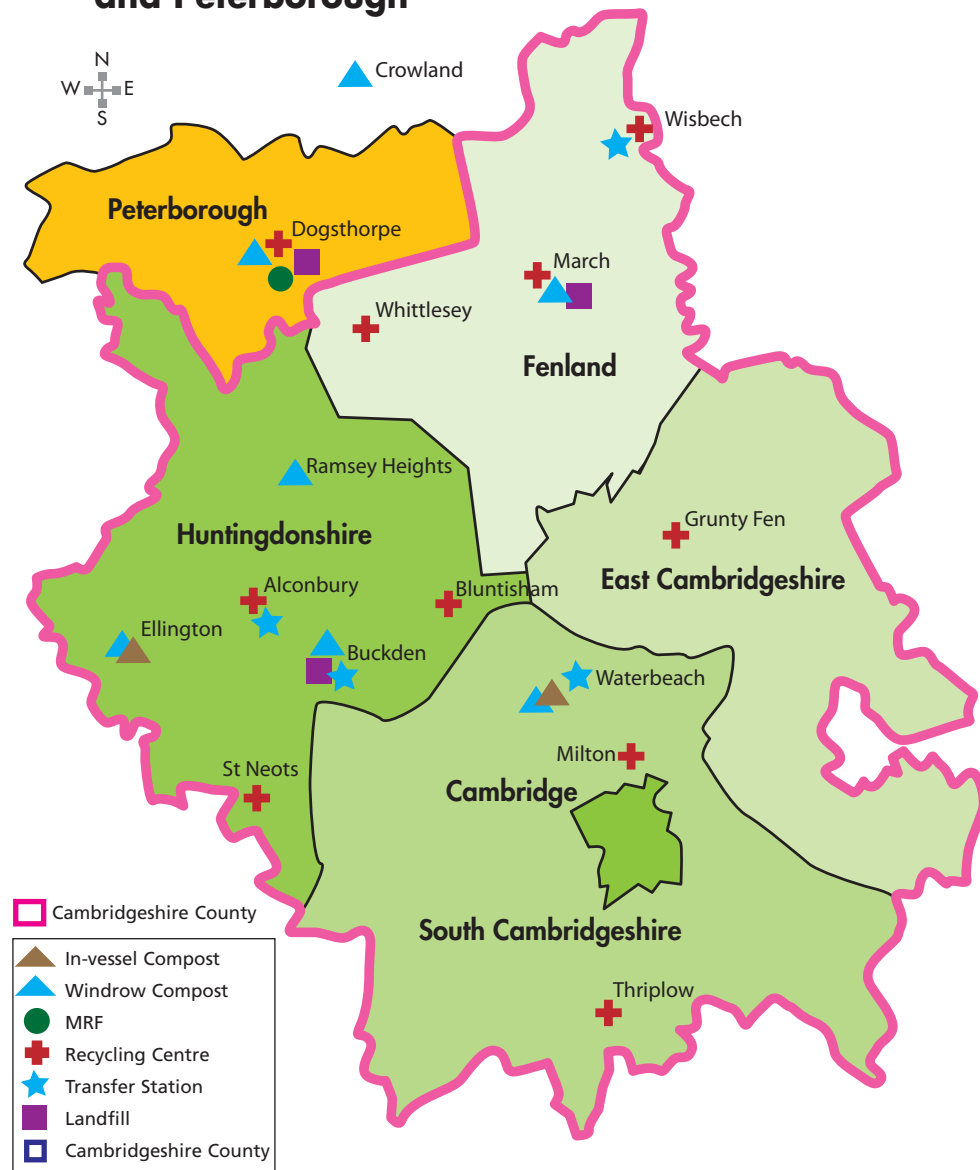 and Peterborough
N
W E
S
Crowland
Wisbech
Peterborough
Dogsthorpe
March
Whittlesey
Fenland
Ramsey Heights
Grunty Fen
Huntingdonshire
East Cambridgeshire
Alconbury
Bluntisham
Ellington
Buckden
Waterbeach
Milton
St Neots
Cambridge
South Cambridgeshire
Thriplow
Cambridgeshire County
In-vessel Compost
Windrow Compost
MRF
Recycling Centre
Transfer Station
Landfill
Cambridgeshire County